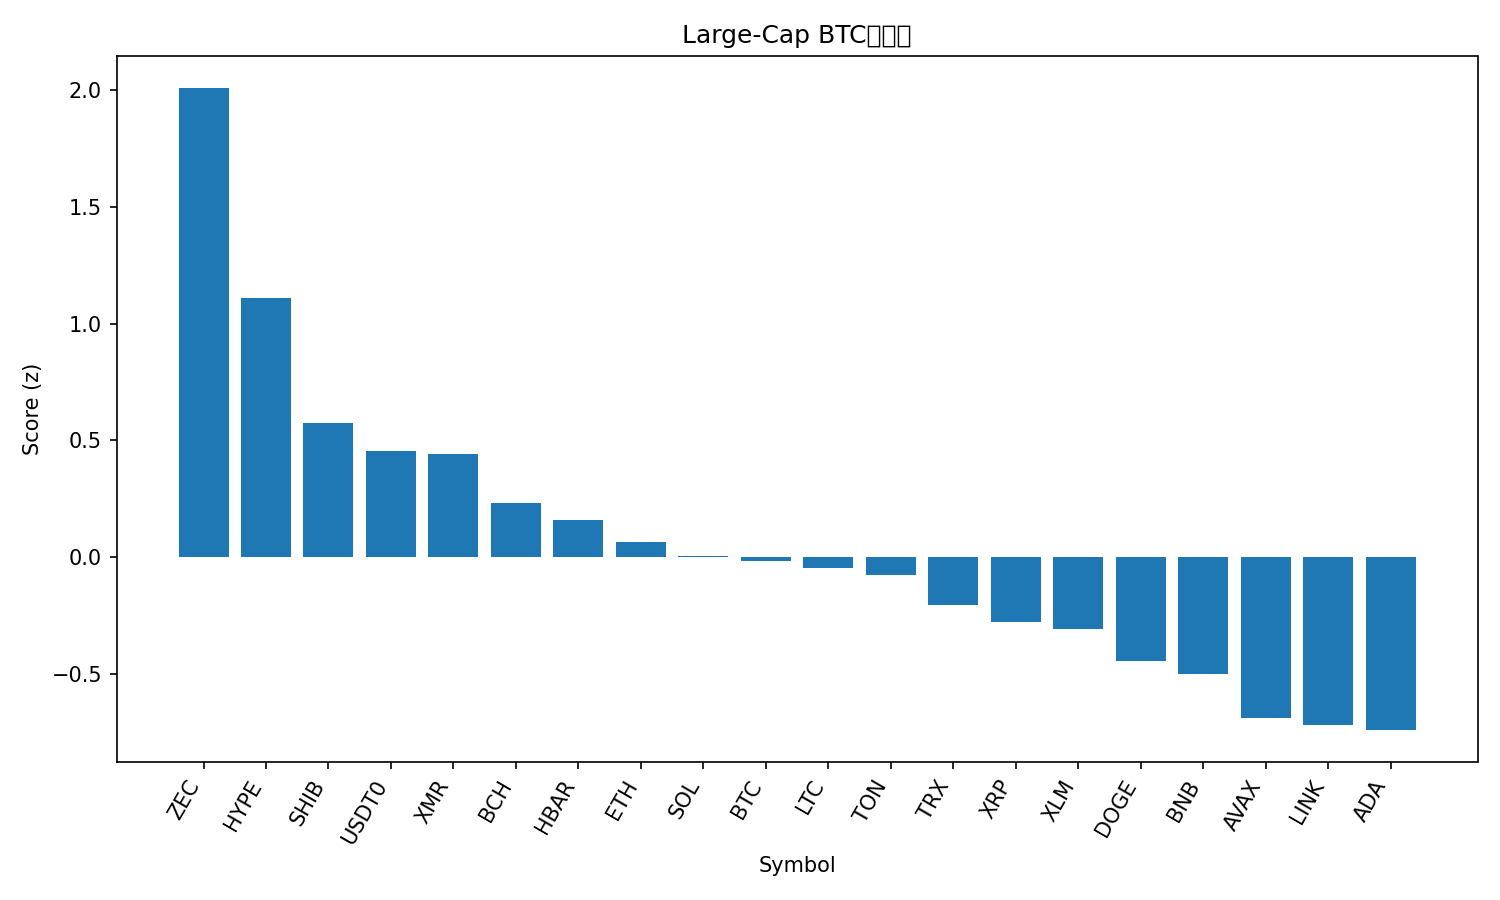 Large-Cap BTC
2.0
1.5
1.0
0.5
0.0
−0.5
Score (z)
ZEC
HYPE
SHIB
USDT0
XMR
BCH
HBAR
ETH
SOL
BTC
LTC
TON
TRX
XRP
XLM
DOGE
BNB
AVAX
LINK
ADA
Symbol